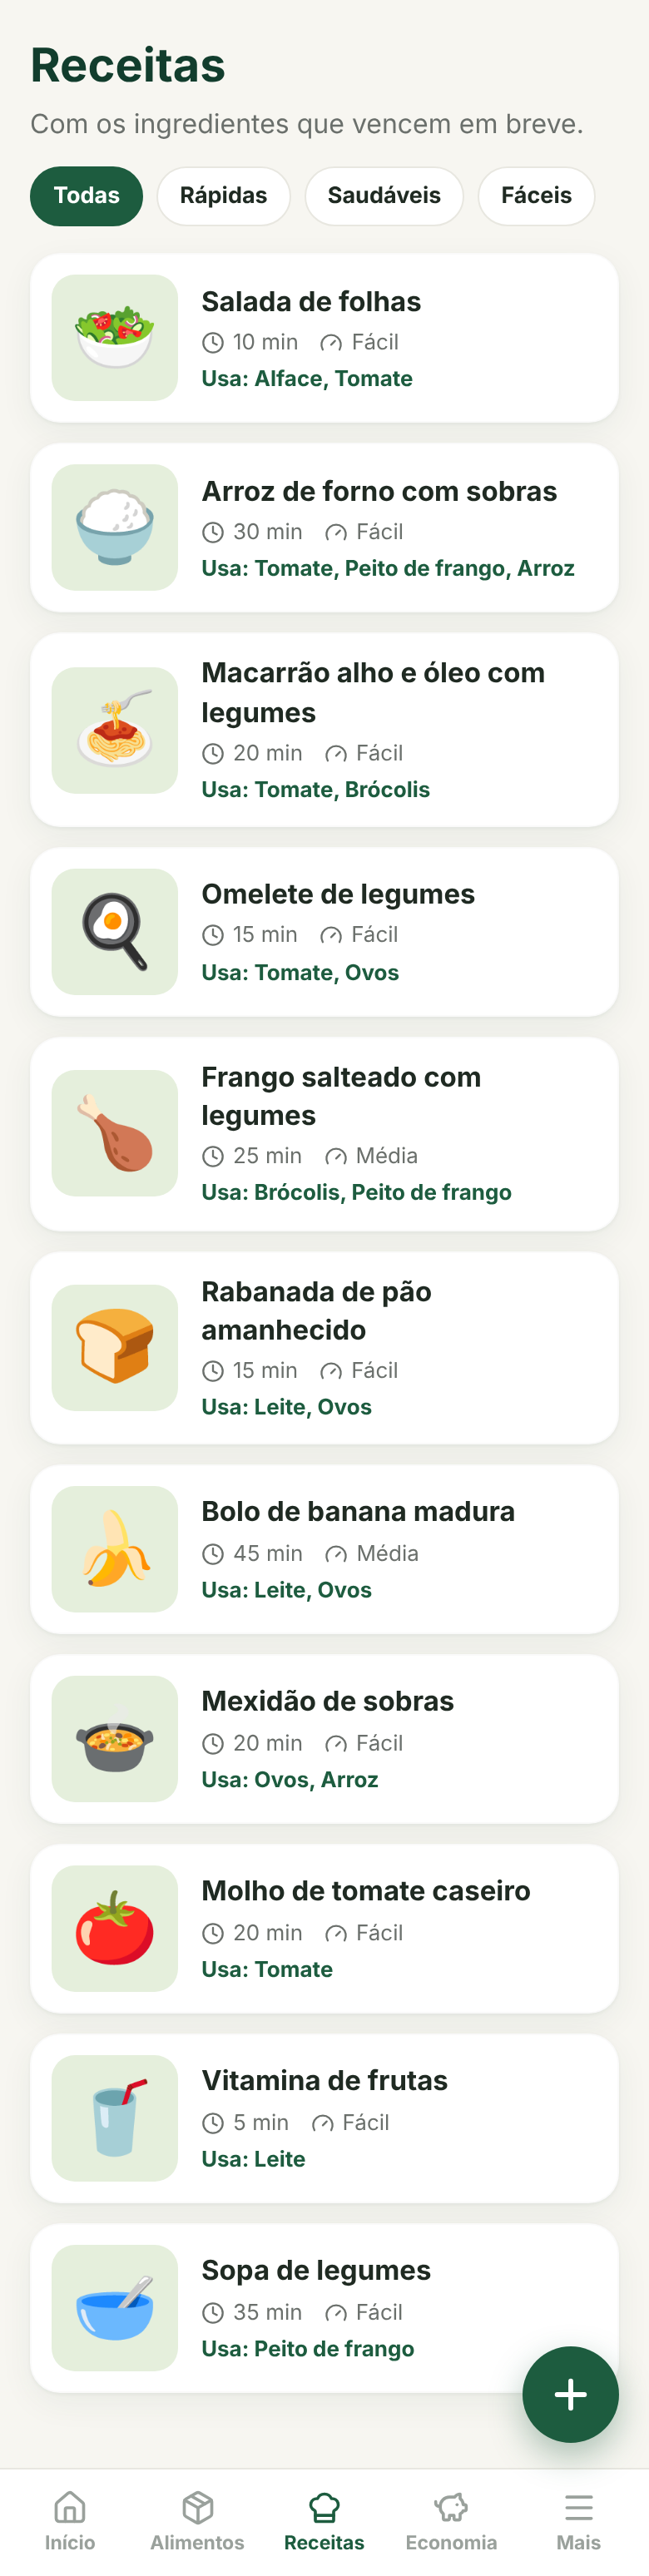 Receitas
Com os ingredientes que vencem em breve.
Todas Rápidas Saudáveis Fáceis
Salada de folhas
10 min Fácil
Usa: Alface, Tomate
Arroz de forno com sobras
30 min Fácil
Usa: Tomate, Peito de frango, Arroz
Macarrão alho e óleo com
legumes
20 min Fácil
Usa: Tomate, Brócolis
Omelete de legumes
15 min Fácil
Usa: Tomate, Ovos
Frango salteado com
legumes
25 min Média
Usa: Brócolis, Peito de frango
Rabanada de pão
amanhecido
15 min Fácil
Usa: Leite, Ovos
Bolo de banana madura
45 min Média
Usa: Leite, Ovos
Mexidão de sobras
20 min Fácil
Usa: Ovos, Arroz
Molho de tomate caseiro
20 min Fácil
Usa: Tomate
Vitamina de frutas
5 min Fácil
Usa: Leite
Sopa de legumes
35 min Fácil
Usa: Peito de frango
Início Alimentos Receitas Economia Mais